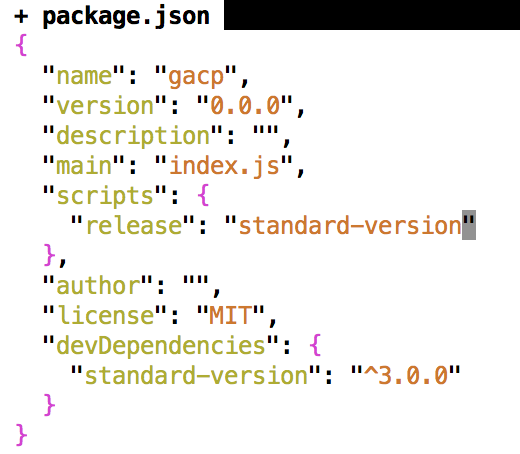 + package.json
{
  "name": "gacp",
  "version": "0.0.0",
  "description": "",
  "main": "index.js",
  "scripts": {
    "release": "standard-version"
  },
  "author": "",
  "license": "MIT",
  "devDependencies": {
    "standard-version": "^3.0.0"
  }
}